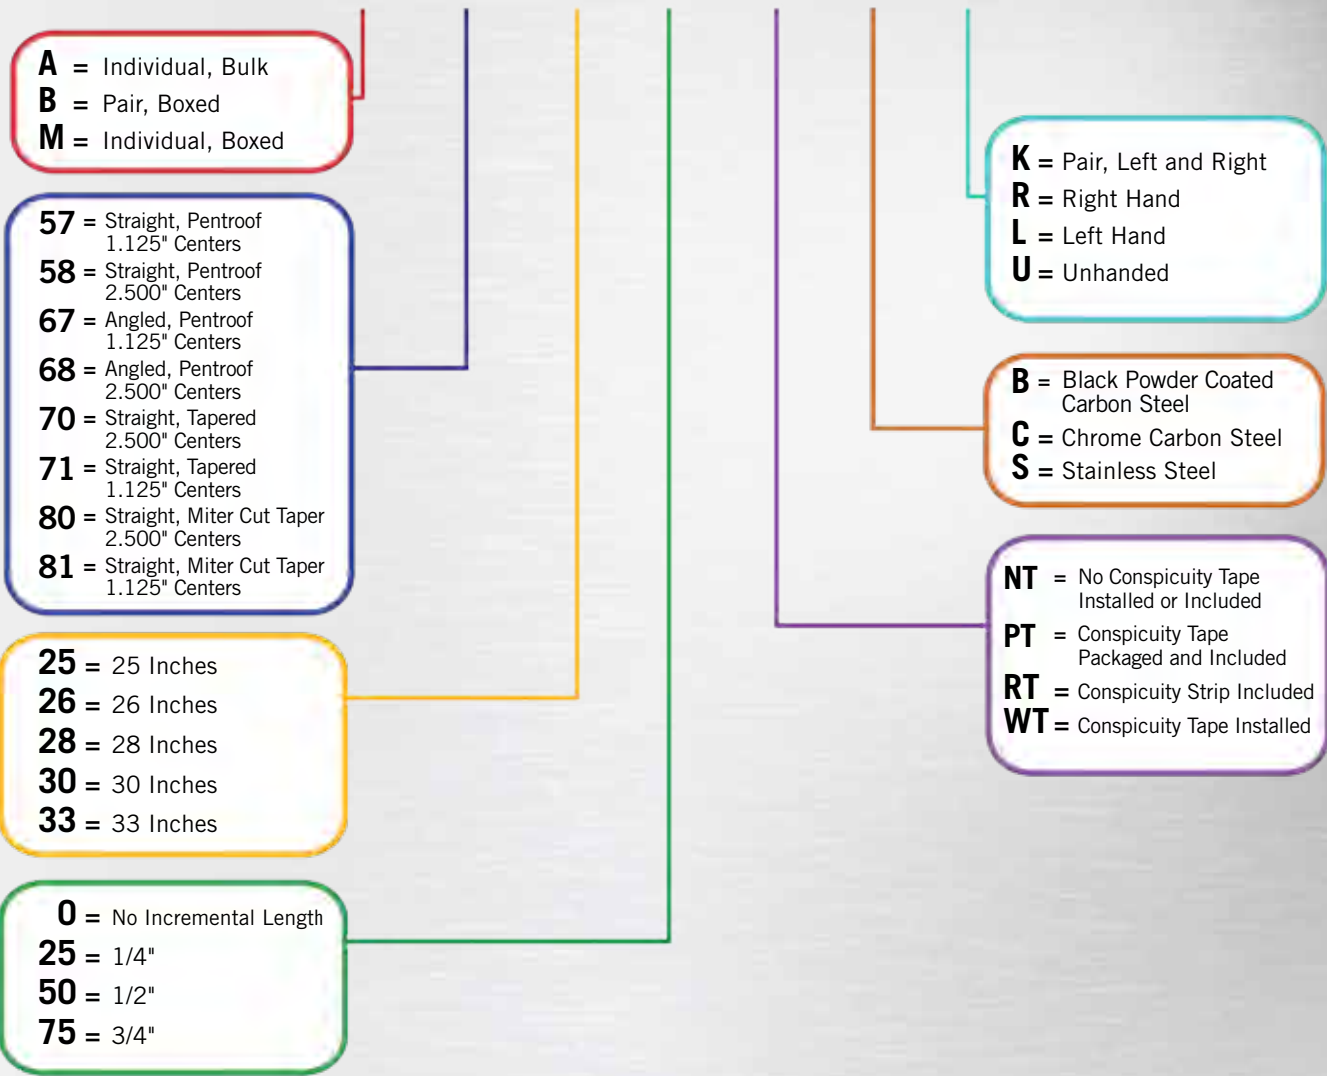 A = Individual, Bulk
B = Pair, Boxed
M = Individual, Boxed
57 = Straight, Pentroof
1.125" Centers
58 = Straight, Pentroof
2.500" Centers
67 = Angled, Pentroof
1.125" Centers
68 = Angled, Pentroof
2.500" Centers
70 = Straight, Tapered
2.500" Centers
71 = Straight, Tapered
1.125" Centers
80 = Straight, Miter Cut Taper
2.500" Centers
81 = Straight, Miter Cut Taper
1.125" Centers
25 = 25 Inches
26 = 26 Inches
28 = 28 Inches
30 = 30 Inches
33 = 33 Inches
0 = No Incremental Length
25 = 1/4"
50 = 1/2"
75 = 3/4"
K = Pair, Left and Right
R = Right Hand
L = Left Hand
U = Unhanded
B = Black Powder Coated
Carbon Steel
C = Chrome Carbon Steel
S = Stainless Steel
NT = No Conspicuity Tape
Installed or Included
PT = Conspicuity Tape
Packaged and Included
RT = Conspicuity Strip Included
WT = Conspicuity Tape Installed